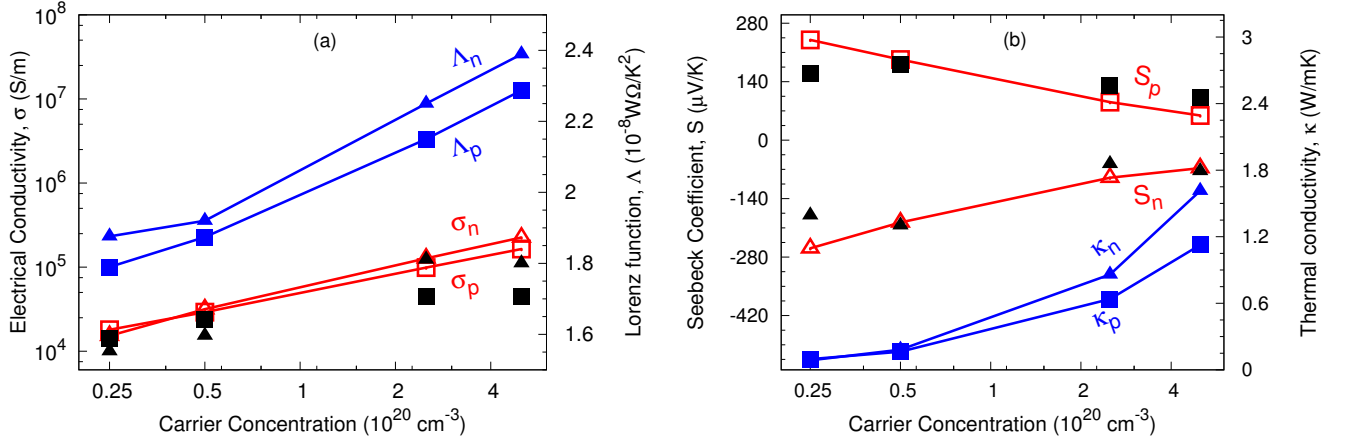 (a)
Electrical Conductivity, σ (S/m)
10⁸
10⁷
10⁶
10⁵
10⁴
Λₙ
Λₚ
σₙ
σₚ
2.4
2.2
2
1.8
1.6
Lorenz function, Λ (10⁻⁸WΩ/K²)
0.25 0.5 1 2 4
Carrier Concentration (10²⁰ cm⁻³)
(b)
Seebeck Coefficient, S (μV/K)
280
140
0
-140
-280
-420
Sₚ
Sₙ
κₙ
κₚ
3
2.4
1.8
1.2
0.6
0
Thermal conductivity, κ (W/mK)
0.25 0.5 1 2 4
Carrier Concentration (10²⁰ cm⁻³)